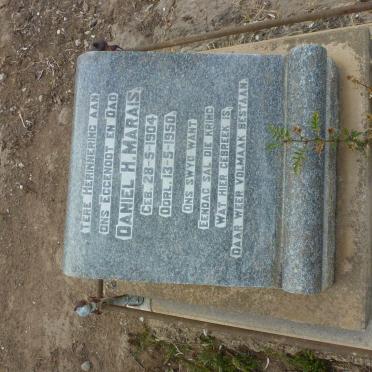 TERE HERINNERING AAN
ONS EGGENOOT EN DAD
DANIEL H. MARAIS,
GEB. 28-5-1904
OORL. 13-5-1950.
ONS SWYG WANT
EENDAG SAL DIE KRING
WAT HIER GEBREEK IS,
DAAR WEER VOLMAAK BESTAAN.